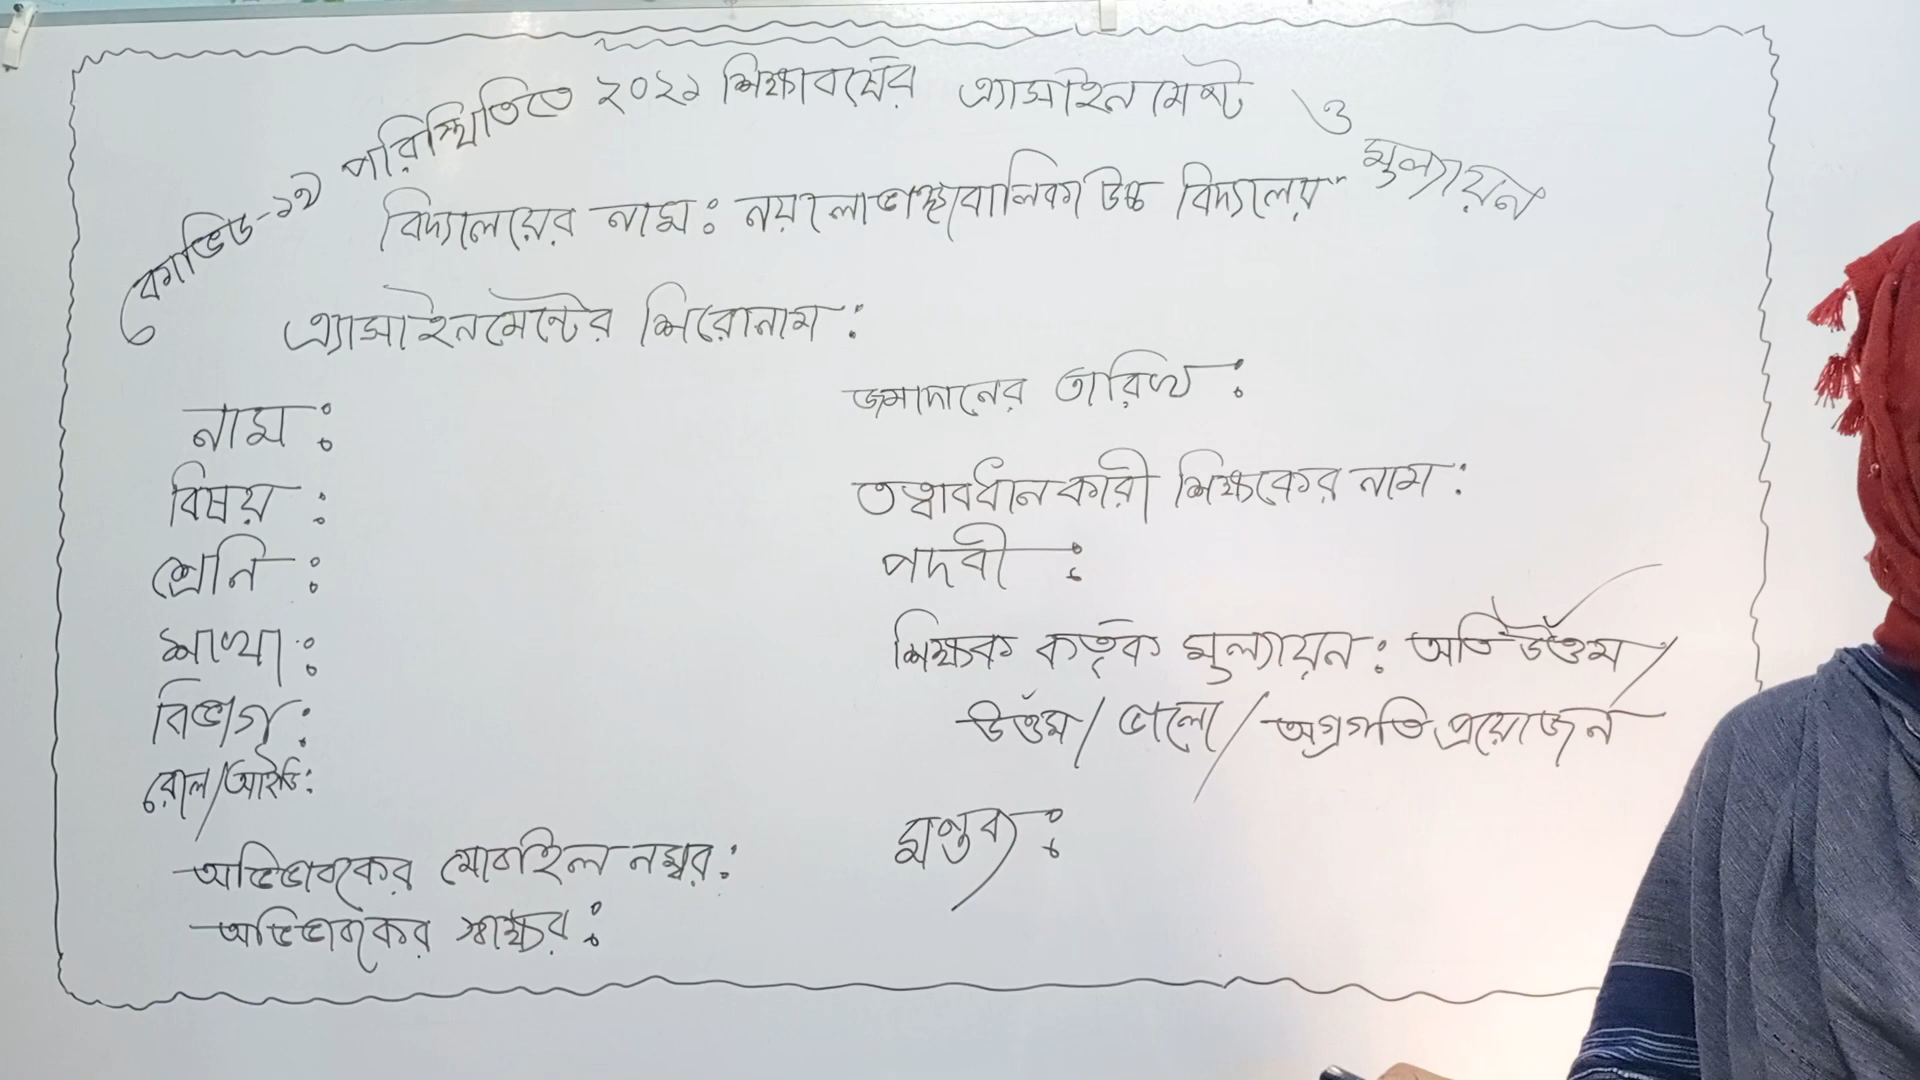 কোভিড-১৯ পরিস্থিতিতে ২০২১ শিক্ষাবর্ষের এ্যাসাইনমেন্ট ও মুল্যায়ন
বিদ্যালয়ের নাম: নয়ালাভাঙ্গা বালিকা উচ্চ বিদ্যালয়
এ্যাসাইনমেন্টের শিরোনাম:
নাম:
বিষয়:
শ্রেনি:
শাখা:
বিভাগ:
রোল/আইডি:
অভিভাবকের মোবাইল নম্বর:
অভিভাবকের স্বাক্ষর:
জমাদানের তারিখ:
তত্বাবধানকারী শিক্ষকের নাম:
পদবী:
শিক্ষক কর্তৃক মুল্যায়ন: অতি উত্তম/
উত্তম/ভালো/অগ্রগতি প্রয়োজন
মন্তব্য: